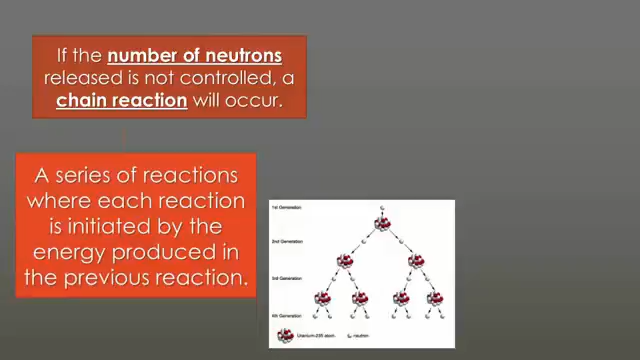 If the number of neutrons
released is not controlled, a
chain reaction will occur.
A series of reactions
where each reaction
is initiated by the
energy produced in
the previous reaction.
1st Generation
2nd Generation
3rd Generation
4th Generation
Uranium-235 atom.
neutron